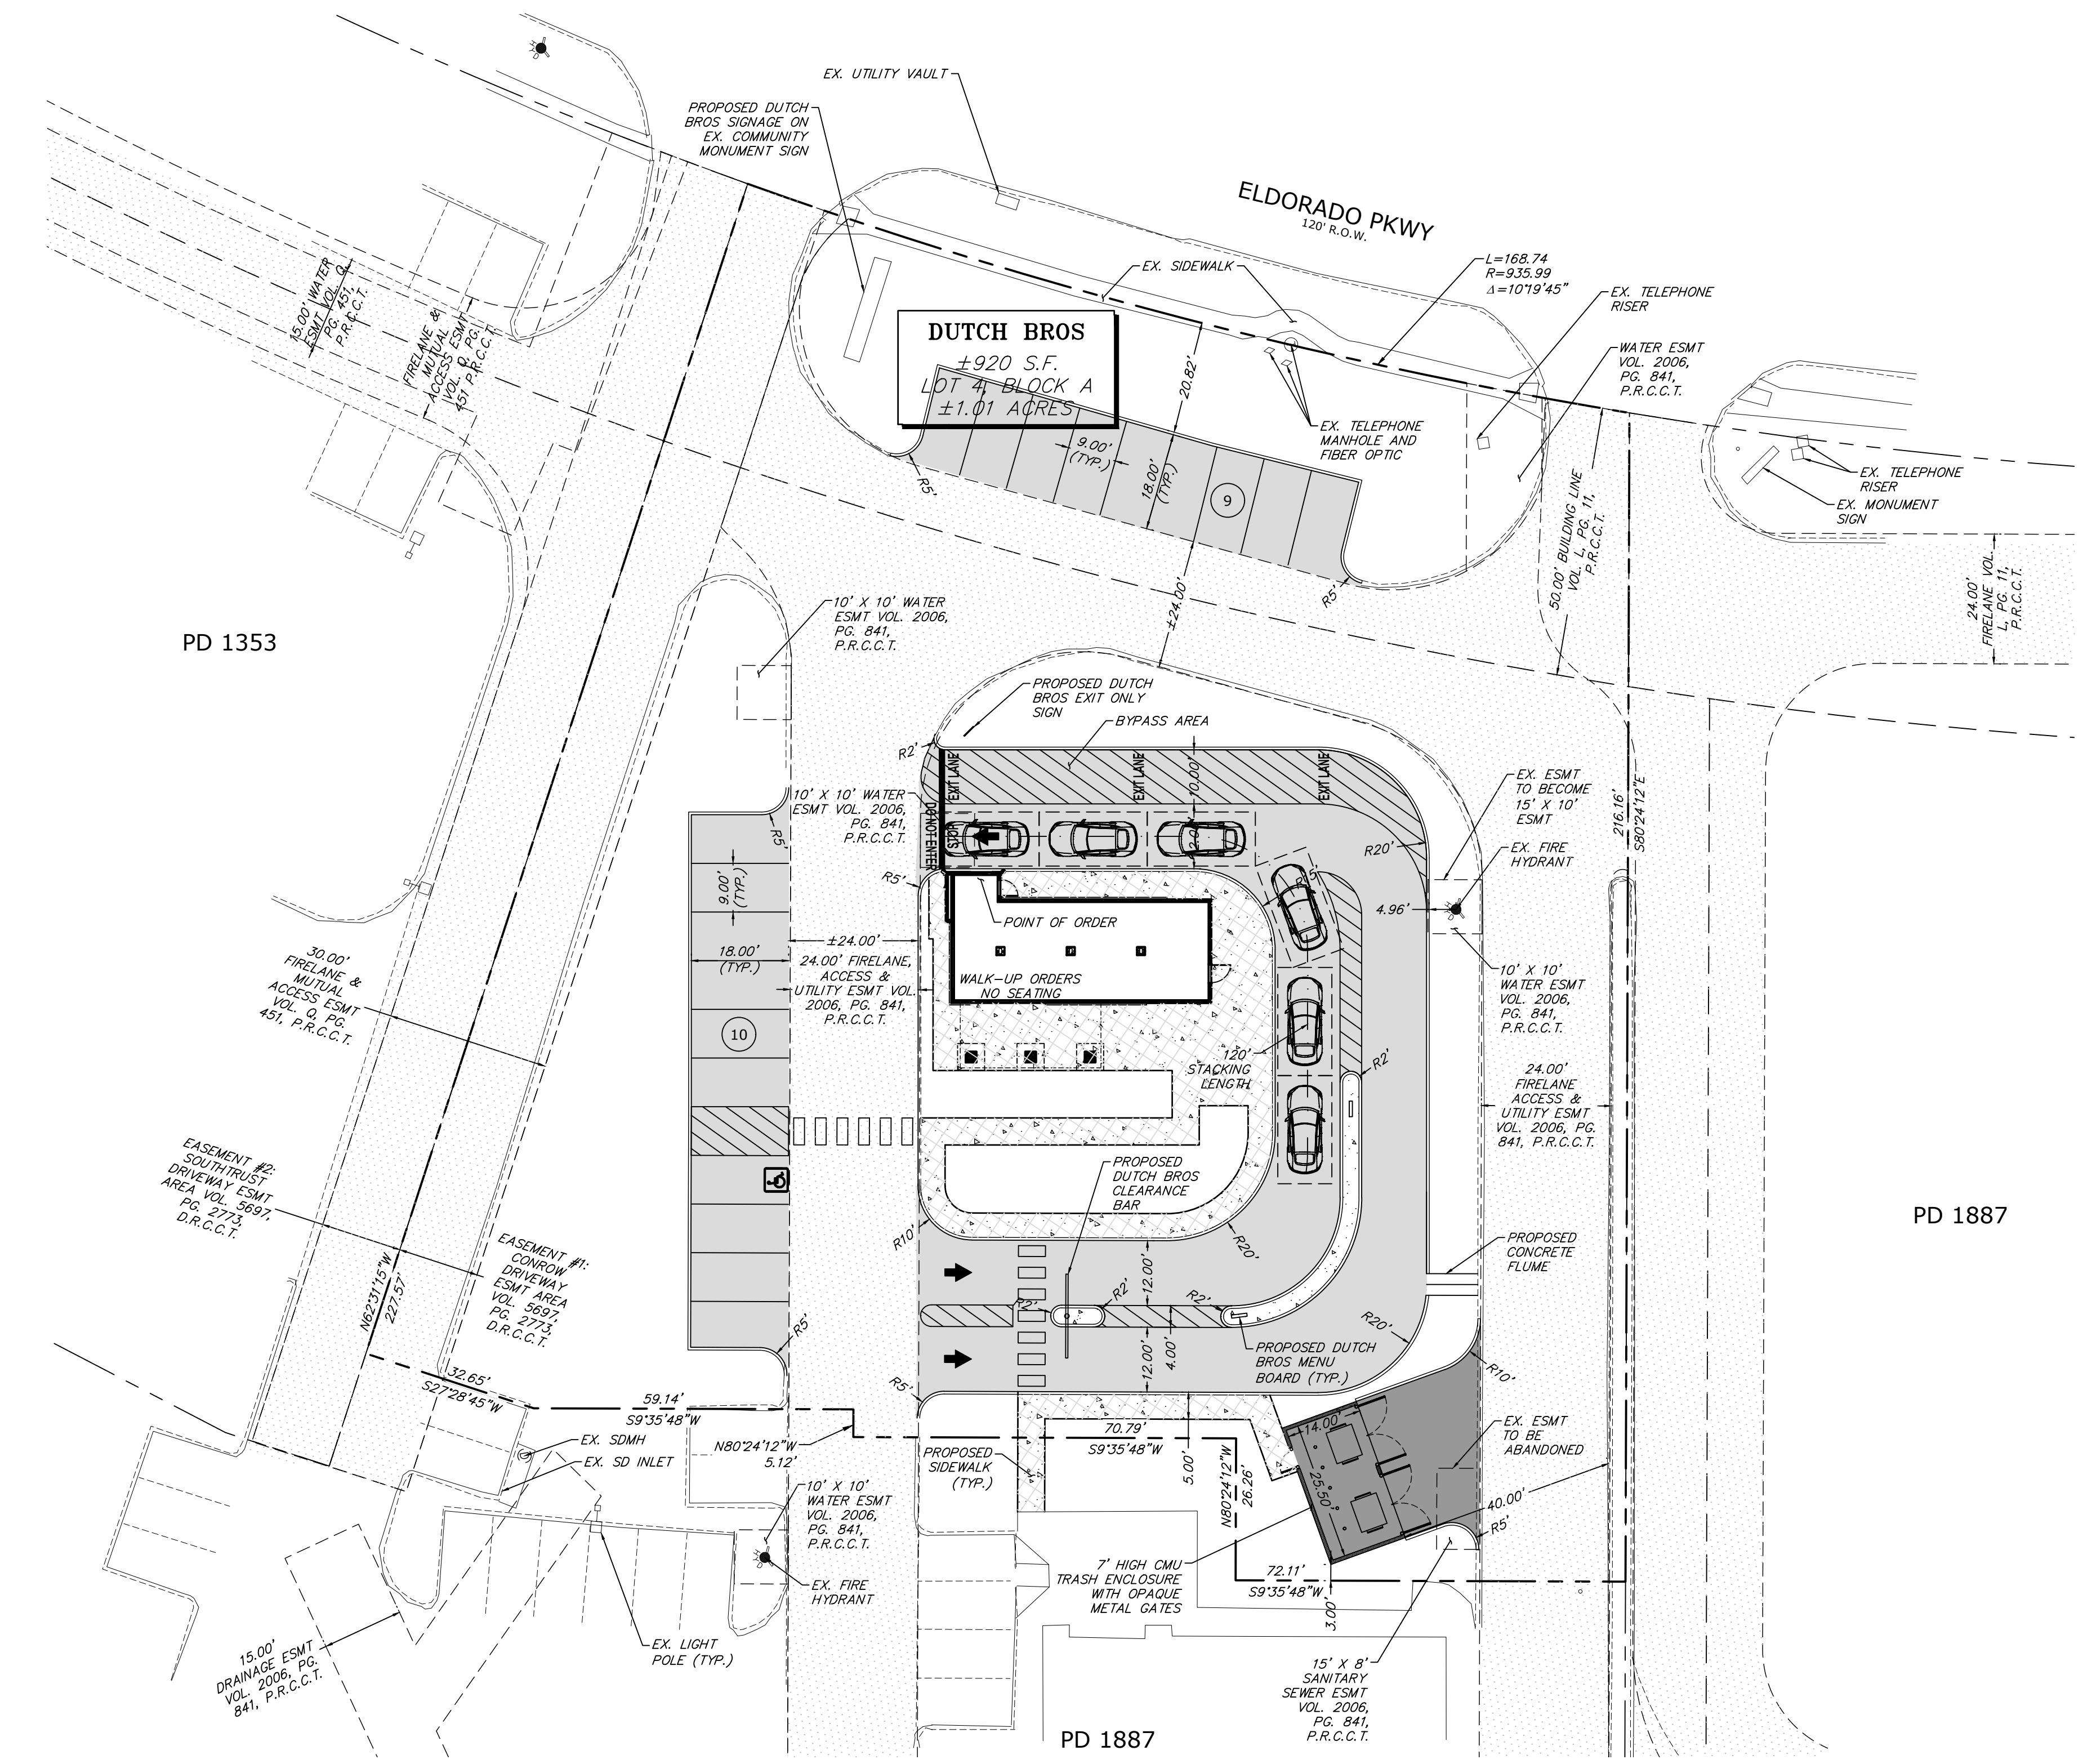 EX. UTILITY VAULT
PROPOSED DUTCH
BROS SIGNAGE ON
EX. COMMUNITY
MONUMENT SIGN
ELDORADO PKWY
120' R.O.W.
L=168.74
R=935.99
Δ=10°19'45"
EX. SIDEWALK
EX. TELEPHONE
RISER
WATER ESMT
VOL. 2006,
PG. 841,
P.R.C.C.T.
15.00' WATER
ESMT VOL. Q,
PG. 451,
P.R.C.C.T.
FIRELANE &
MUTUAL
ACCESS ESMT
VOL. Q, PG.
451 P.R.C.C.T.
DUTCH BROS
±920 S.F.
LOT 4, BLOCK A
±1.01 ACRES
20.82'
9.00'
(TYP.)
18.00'
(TYP.)
9
R5'
R5'
EX. TELEPHONE
MANHOLE AND
FIBER OPTIC
EX. TELEPHONE
RISER
EX. MONUMENT
SIGN
50.00' BUILDING LINE
VOL. L, PG. 11,
P.R.C.C.T.
24.00'
FIRELANE VOL.
L, PG. 11,
P.R.C.C.T.
±24.00'
PD 1353
10' X 10' WATER
ESMT VOL. 2006,
PG. 841,
P.R.C.C.T.
PROPOSED DUTCH
BROS EXIT ONLY
SIGN
BYPASS AREA
R2'
EXIT LANE
EXIT LANE
EXIT LANE
10.00'
10' X 10' WATER
ESMT VOL. 2006,
PG. 841,
P.R.C.C.T.
DO NOT ENTER
STOP
R5'
R5'
R20'
EX. ESMT
TO BECOME
15' X 10'
ESMT
EX. FIRE
HYDRANT
216.16'
S80°24'12"E
9.00'
(TYP.)
4.96'
POINT OF ORDER
±24.00'
18.00'
(TYP.)
24.00' FIRELANE,
ACCESS &
UTILITY ESMT VOL.
2006, PG. 841,
P.R.C.C.T.
WALK-UP ORDERS
NO SEATING
10' X 10'
WATER ESMT
VOL. 2006,
PG. 841,
P.R.C.C.T.
30.00'
FIRELANE &
MUTUAL
ACCESS ESMT
VOL. Q, PG.
451, P.R.C.C.T.
10
120'
STACKING
LENGTH
R2'
24.00'
FIRELANE
ACCESS &
UTILITY ESMT
VOL. 2006, PG.
841, P.R.C.C.T.
EASEMENT #2:
SOUTHTRUST
DRIVEWAY ESMT
AREA VOL. 5697,
PG. 2773,
D.R.C.C.T.
PROPOSED
DUTCH BROS
CLEARANCE
BAR
PD 1887
EASEMENT #1:
CONROW
DRIVEWAY
ESMT AREA
VOL. 5697,
PG. 2773,
D.R.C.C.T.
N62°31'15"W
227.57'
R10'
R20'
PROPOSED
CONCRETE
FLUME
12.00'
R2'
R2'
R2'
R20'
R5'
12.00'
4.00'
PROPOSED DUTCH
BROS MENU
BOARD (TYP.)
R10'
32.65'
S27°28'45"W
59.14'
S9°35'48"W
R5'
14.00'
EX. ESMT
TO BE
ABANDONED
70.79'
S9°35'48"W
N80°24'12"W
5.12'
EX. SDMH
EX. SD INLET
PROPOSED
SIDEWALK
(TYP.)
5.00'
N80°24'12"W
26.26'
25.50'
40.00'
R5'
10' X 10'
WATER ESMT
VOL. 2006,
PG. 841,
P.R.C.C.T.
EX. FIRE
HYDRANT
7' HIGH CMU
TRASH ENCLOSURE
WITH OPAQUE
METAL GATES
72.11'
S9°35'48"W
3.00'
EX. LIGHT
POLE (TYP.)
15.00'
DRAINAGE ESMT
VOL. 2006, PG.
841, P.R.C.C.T.
15' X 8'
SANITARY
SEWER ESMT
VOL. 2006,
PG. 841,
P.R.C.C.T.
PD 1887